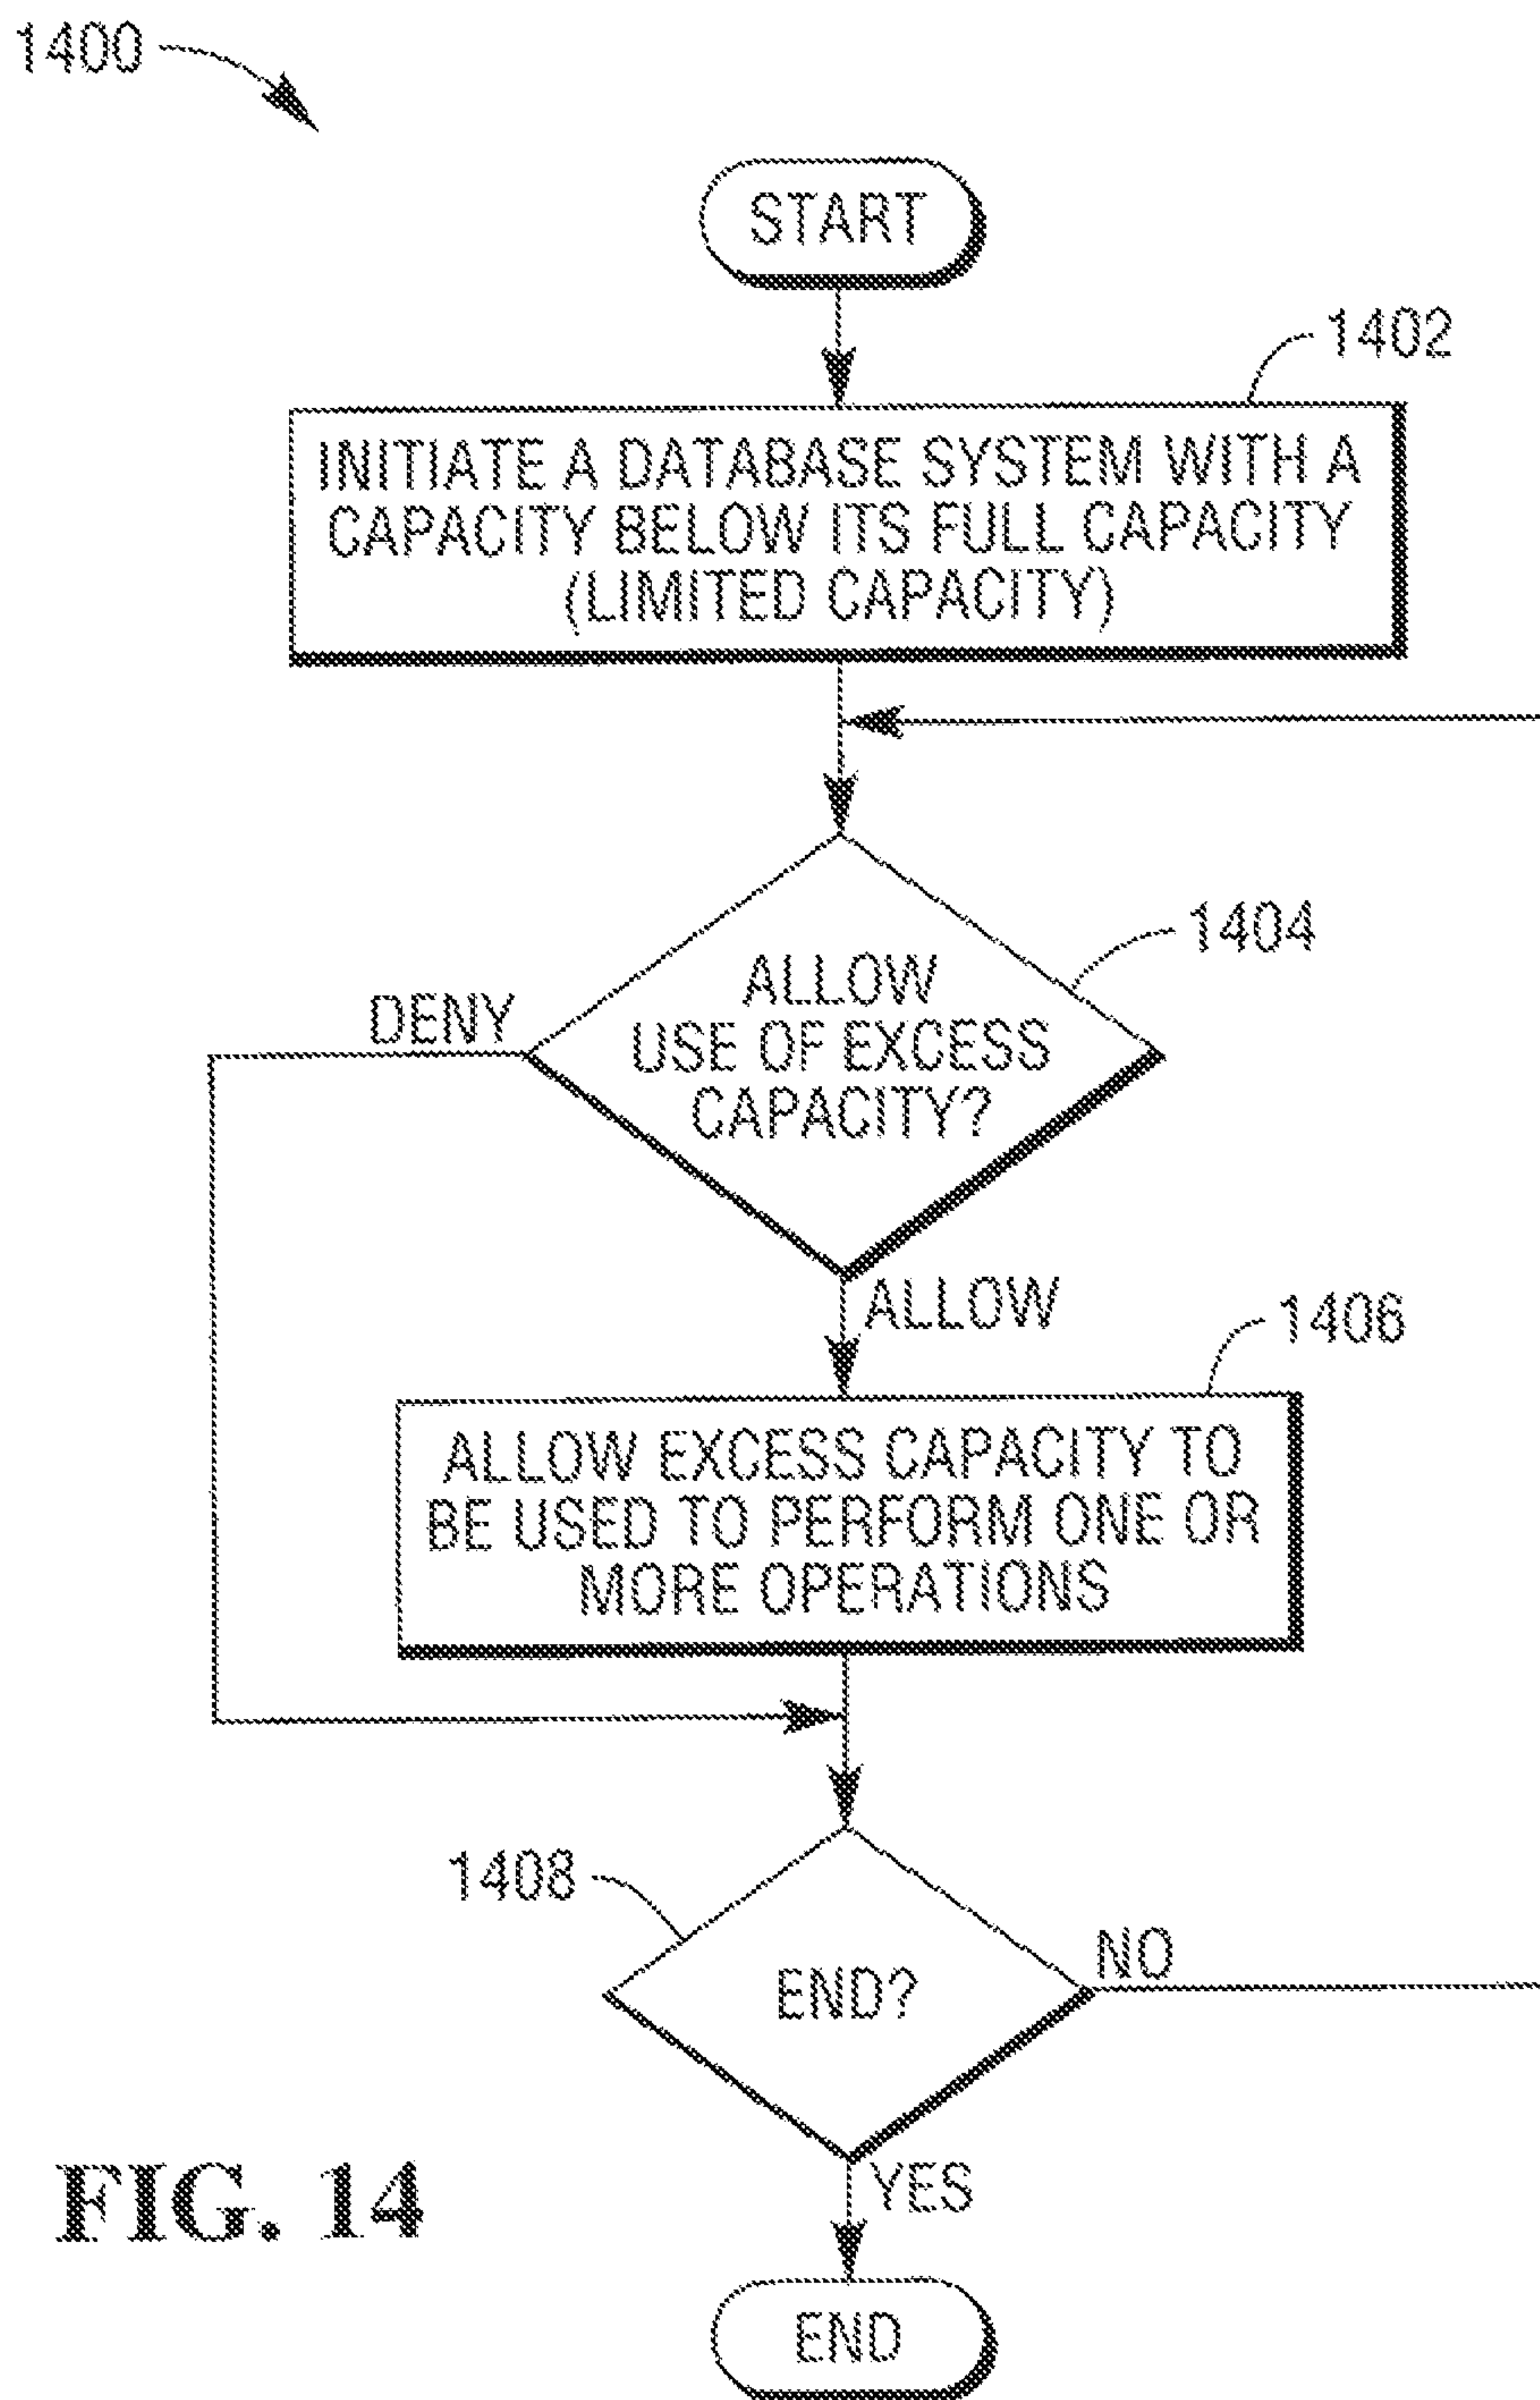 1400
START
1402
INITIATE A DATABASE SYSTEM WITH A
CAPACITY BELOW ITS FULL CAPACITY
(LIMITED CAPACITY)
1404
ALLOW
USE OF EXCESS
CAPACITY?
DENY
ALLOW
1406
ALLOW EXCESS CAPACITY TO
BE USED TO PERFORM ONE OR
MORE OPERATIONS
1408
END?
NO
YES
FIG. 14
END